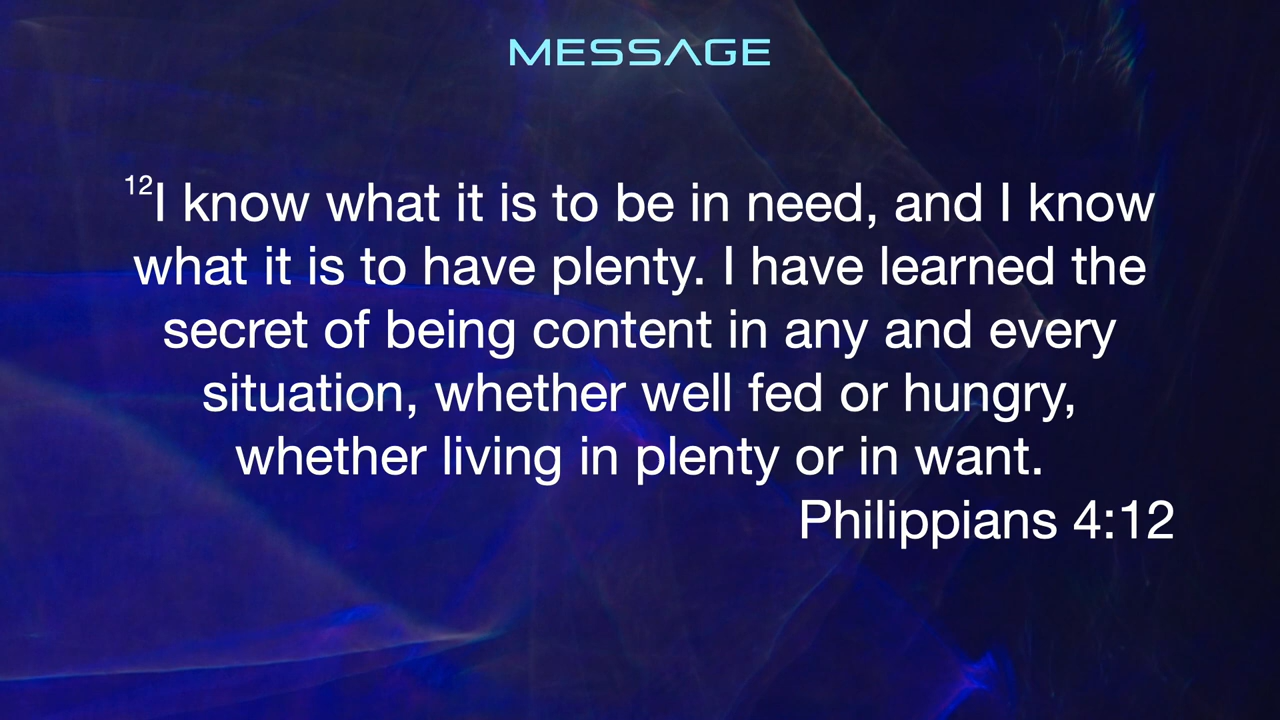 MESSAGE
12I know what it is to be in need, and I know
what it is to have plenty. I have learned the
secret of being content in any and every
situation, whether well fed or hungry,
whether living in plenty or in want.
Philippians 4:12